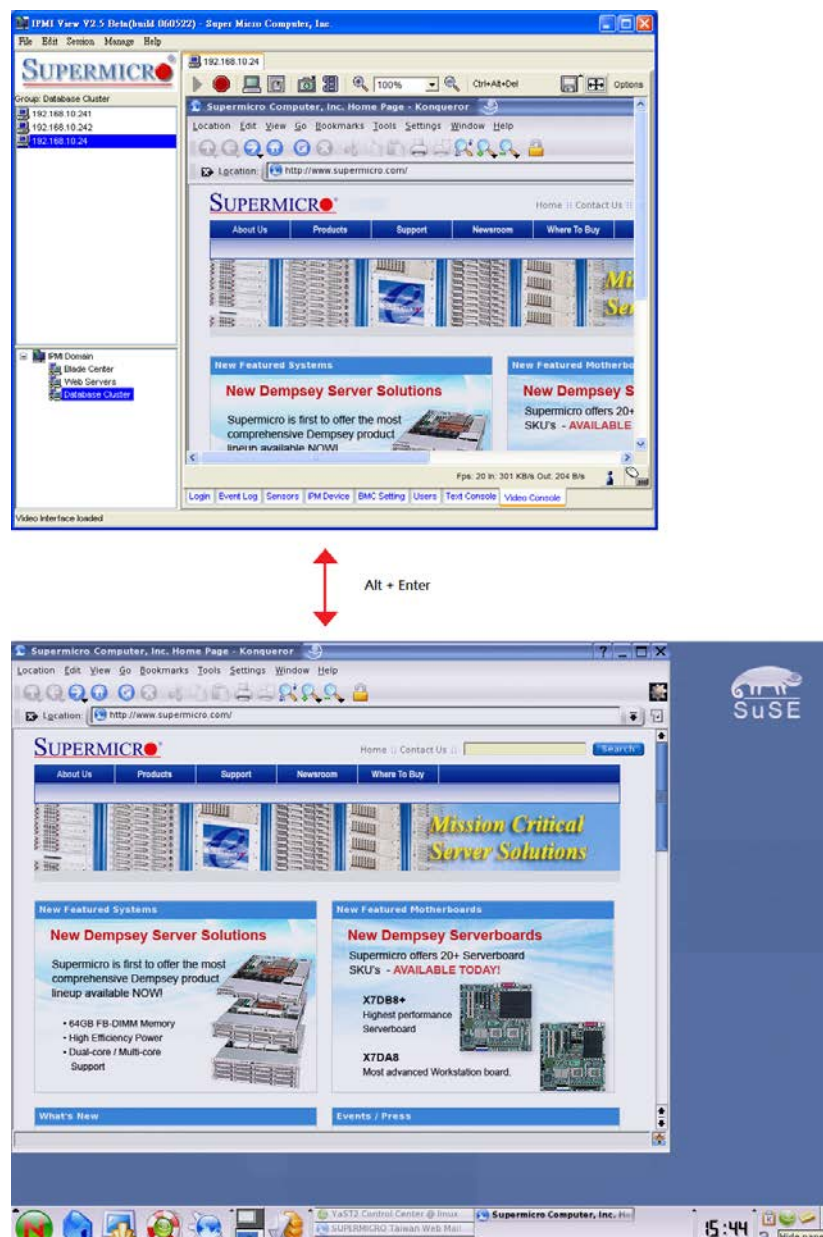 IPMI View V2.5 Beta(build 060522) - Super Micro Computer, Inc.
File Edit Session Manage Help
SUPERMICRO
Group: Database Cluster
192.168.10.241
192.168.10.242
192.168.10.24
IPMI Domain
Blade Center
Web Servers
Database Cluster
192.168.10.24
100%
Ctrl+Alt+Del
Options
Supermicro Computer, Inc. Home Page - Konqueror
Location Edit View Go Bookmarks Tools Settings Window Help
Location: http://www.supermicro.com/
SUPERMICRO
Home :: Contact Us ::
About Us Products Support Newsroom Where To Buy
Mi
Ser
New Featured Systems
New Dempsey Server Solutions
Supermicro is first to offer the most
comprehensive Dempsey product
lineup available NOW!
New Featured Motherbo
New Dempsey S
Supermicro offers 20+
SKU's - AVAILABLE
Fps: 20 In: 301 KB/s Out: 204 B/s
Login Event Log Sensors IPM Device BMC Setting Users Text Console Video Console
Video Interface loaded
Alt + Enter
Supermicro Computer, Inc. Home Page - Konqueror
Location Edit View Go Bookmarks Tools Settings Window Help
Location: http://www.supermicro.com/
SUPERMICRO
Home :: Contact Us ::
Search
About Us Products Support Newsroom Where To Buy
Mission Critical
Server Solutions
New Featured Systems
New Dempsey Server Solutions
Supermicro is first to offer the most
comprehensive Dempsey product
lineup available NOW!
• 64GB FB-DIMM Memory
• High Efficiency Power
• Dual-core / Multi-core
Support
New Featured Motherboards
New Dempsey Serverboards
Supermicro offers 20+ Serverboard
SKU's - AVAILABLE TODAY!
X7DB8+
Highest performance
Serverboard
X7DA8
Most advanced Workstation board.
What's New
Events / Press
SuSE
YaST2 Control Center @ linux
SUPERMICRO Taiwan Web Mail
Supermicro Computer, Inc. Ho
15:44
Hide pane